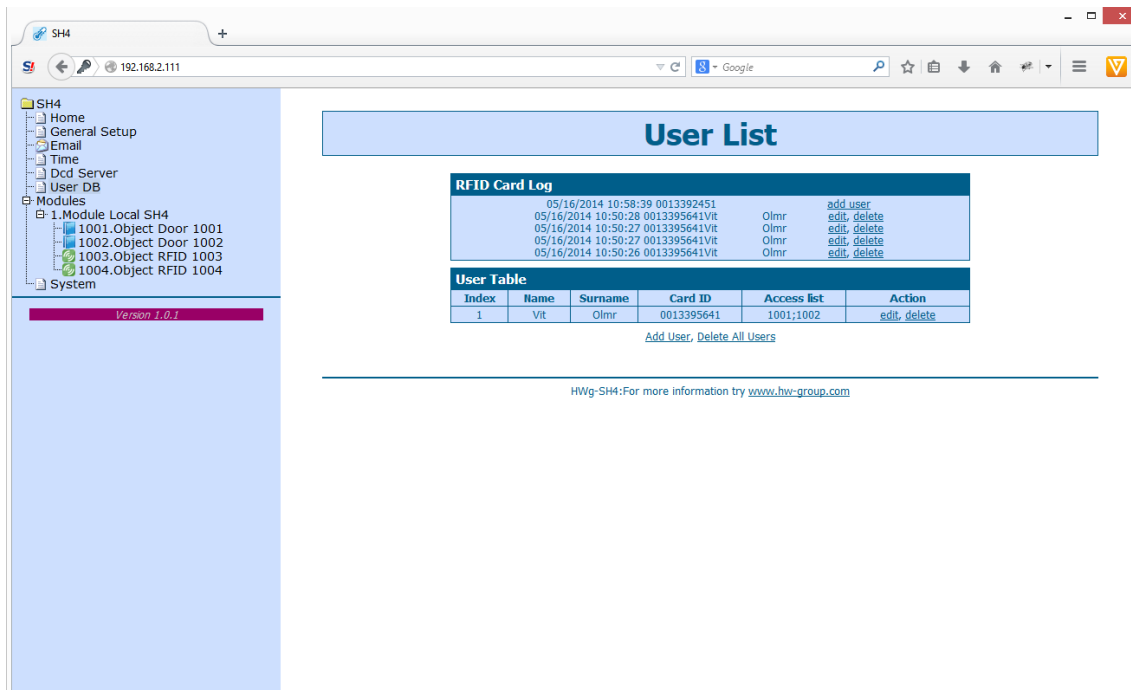 SH4
192.168.2.111
Google
SH4
Home
General Setup
Email
Time
Dcd Server
User DB
Modules
1.Module Local SH4
1001.Object Door 1001
1002.Object Door 1002
1003.Object RFID 1003
1004.Object RFID 1004
System
Version 1.0.1
User List
RFID Card Log
05/16/2014 10:58:39 0013392451 add user
05/16/2014 10:50:28 0013395641Vit Olmr edit, delete
05/16/2014 10:50:27 0013395641Vit Olmr edit, delete
05/16/2014 10:50:27 0013395641Vit Olmr edit, delete
05/16/2014 10:50:26 0013395641Vit Olmr edit, delete
User Table
Index Name Surname Card ID Access list Action
1 Vit Olmr 0013395641 1001;1002 edit, delete
Add User, Delete All Users
HWg-SH4:For more information try www.hw-group.com